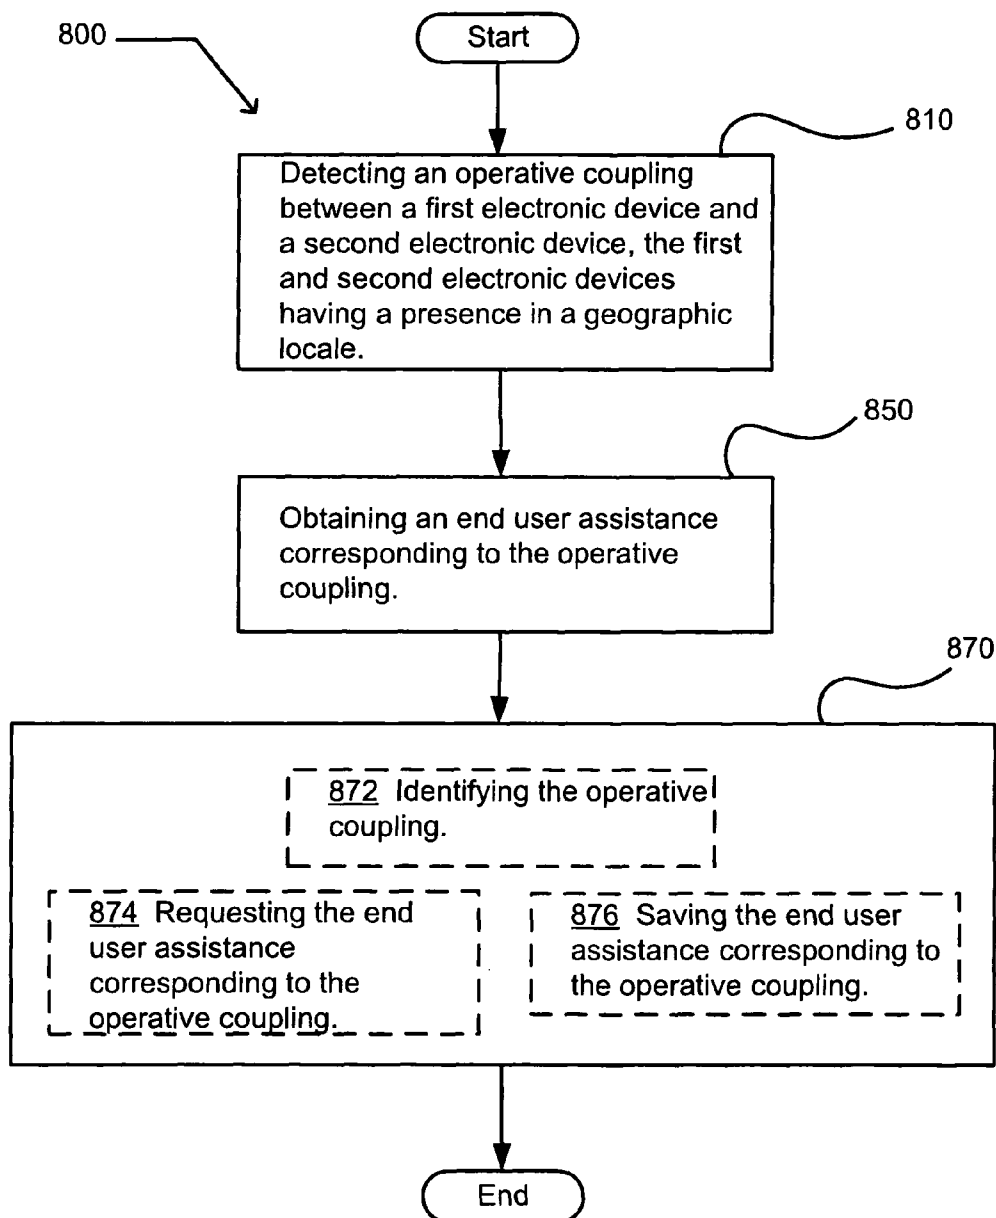 800
Start
810
Detecting an operative coupling
between a first electronic device and
a second electronic device, the first
and second electronic devices
having a presence in a geographic
locale.
850
Obtaining an end user assistance
corresponding to the operative
coupling.
870
872 Identifying the operative
coupling.
874 Requesting the end
user assistance
corresponding to the
operative coupling.
876 Saving the end user
assistance corresponding to
the operative coupling.
End